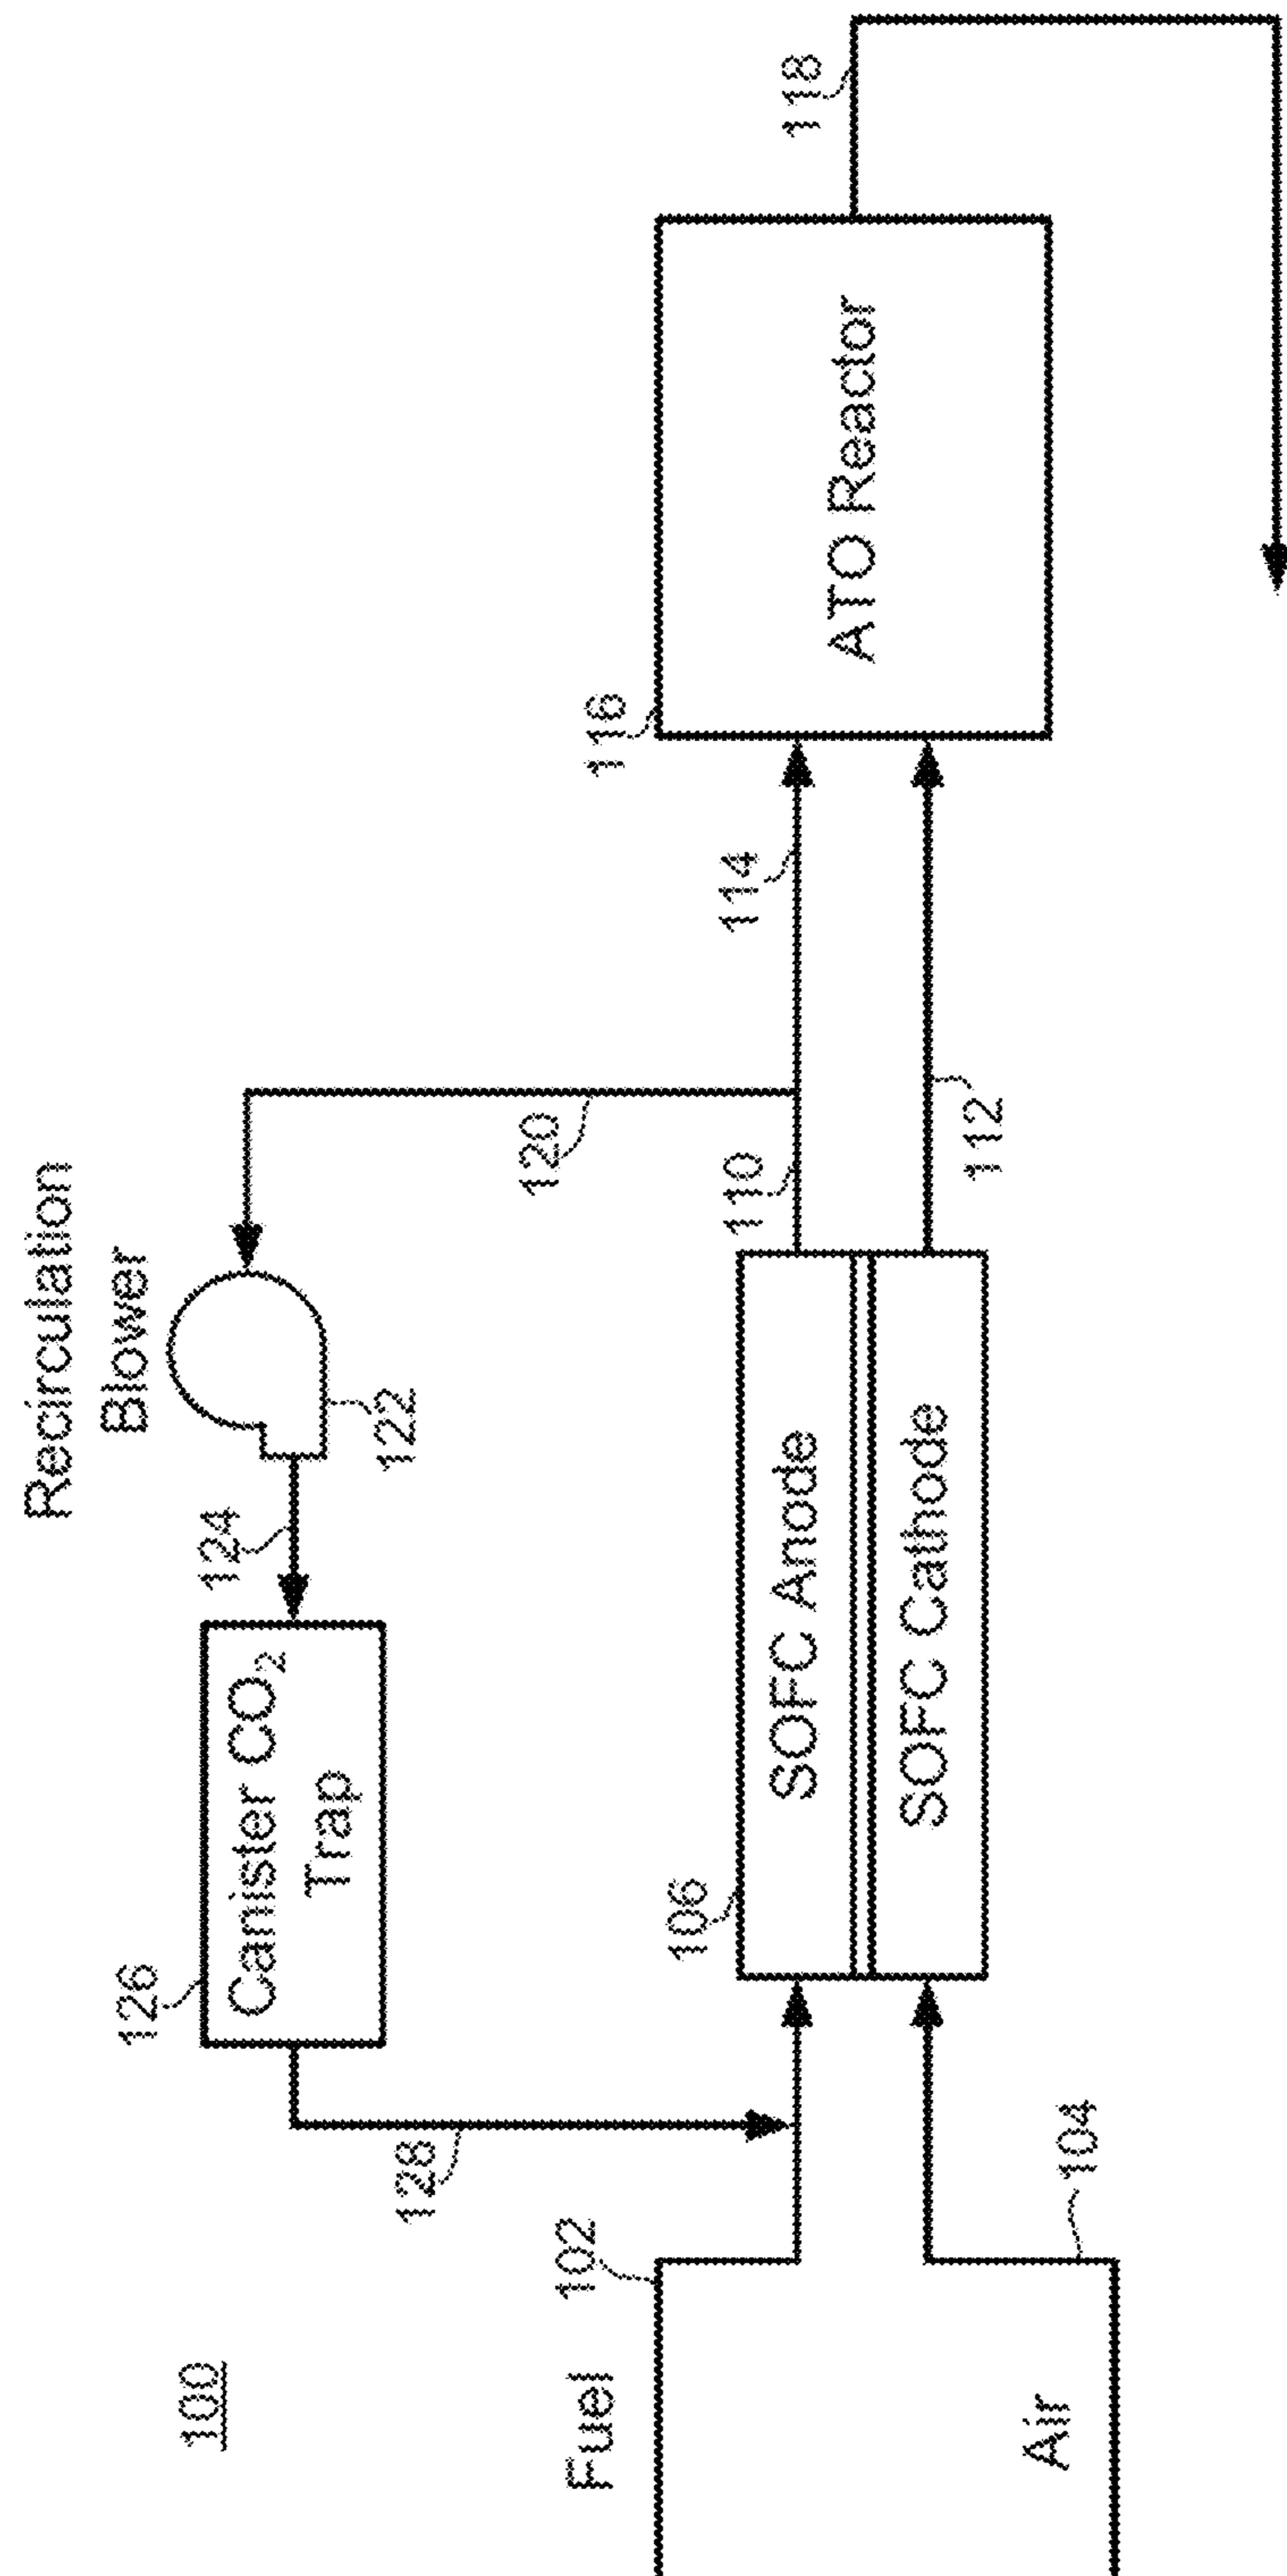 100
Recirculation
Blower
126
Canister CO₂
Trap
124
122
128
120
Fuel
102
106
SOFC Anode
SOFC Cathode
110
114
112
116
ATO Reactor
118
Air
104